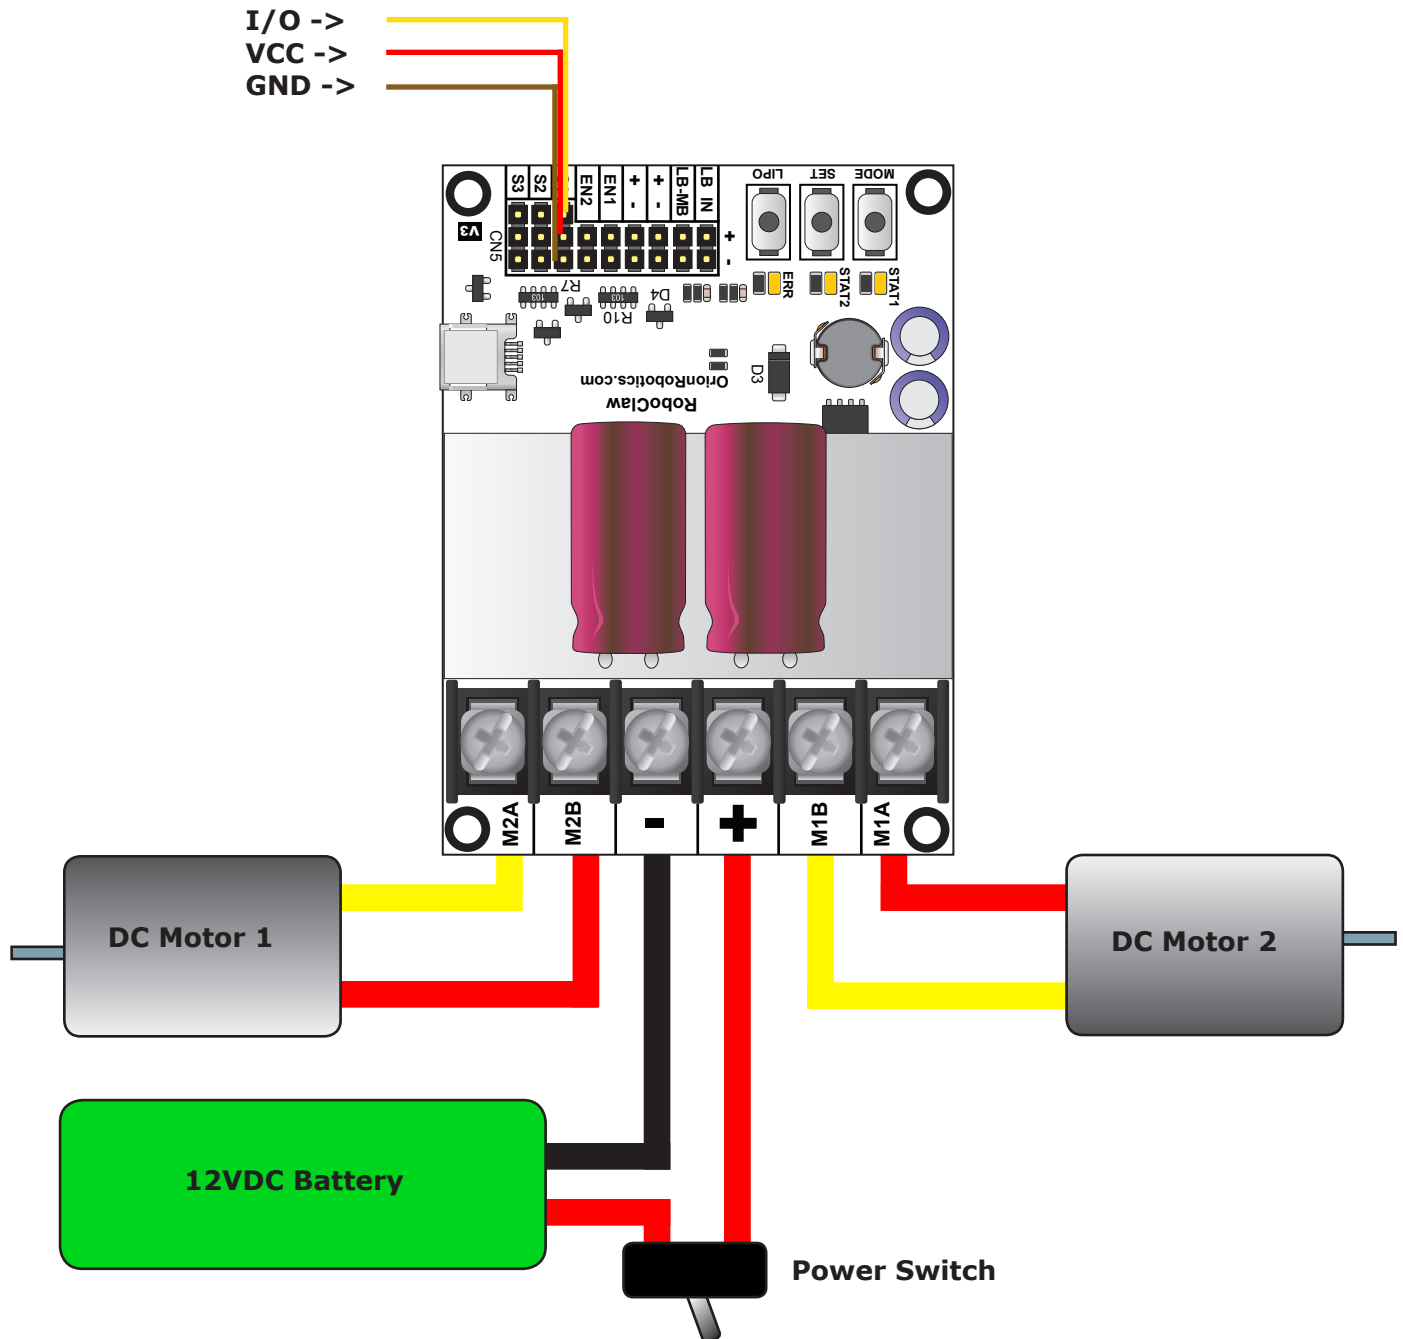 I/O ->
VCC ->
GND ->
S3
S2
EN2
EN1
+ -
+ -
LB-MB
LB IN
LIPO
SET
MODE
V3
CN5
+
-
R7
103
103
R10
D4
ERR
STAT2
STAT1
D3
OrionRobotics.com
RoboClaw
M2A
M2B
-
+
M1B
M1A
DC Motor 1
DC Motor 2
12VDC Battery
Power Switch